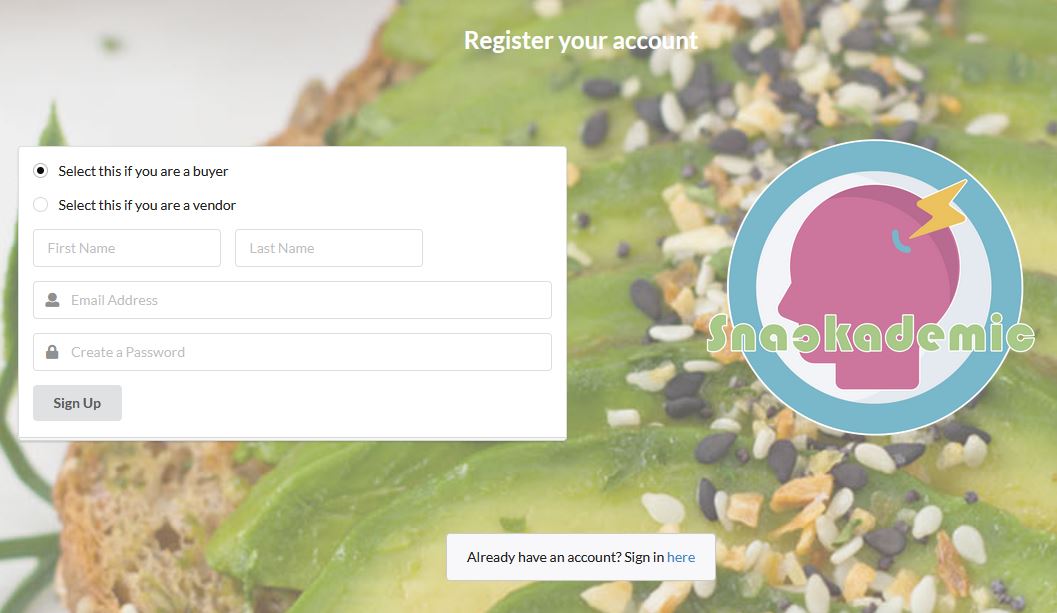 Register your account
Select this if you are a buyer
Select this if you are a vendor
First Name Last Name
Email Address
Create a Password
Sign Up
Snackademic
Already have an account? Sign in here